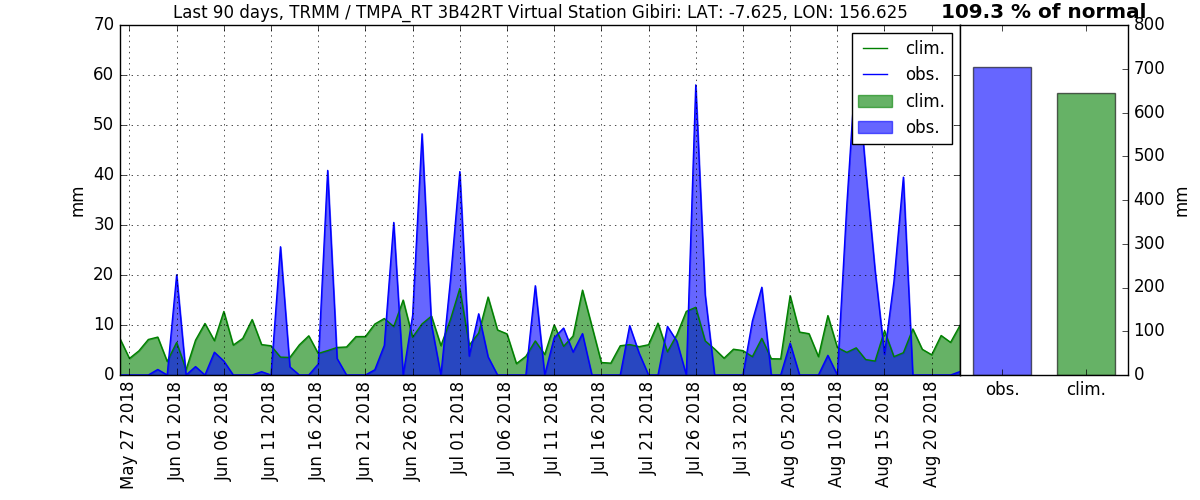 Last 90 days, TRMM / TMPA_RT 3B42RT Virtual Station Gibiri: LAT: -7.625, LON: 156.625
109.3 % of normal
70
60
50
40
30
20
10
0
mm
clim.
obs.
clim.
obs.
May 27 2018
Jun 01 2018
Jun 06 2018
Jun 11 2018
Jun 16 2018
Jun 21 2018
Jun 26 2018
Jul 01 2018
Jul 06 2018
Jul 11 2018
Jul 16 2018
Jul 21 2018
Jul 26 2018
Jul 31 2018
Aug 05 2018
Aug 10 2018
Aug 15 2018
Aug 20 2018
800
700
600
500
400
300
200
100
0
mm
obs.
clim.